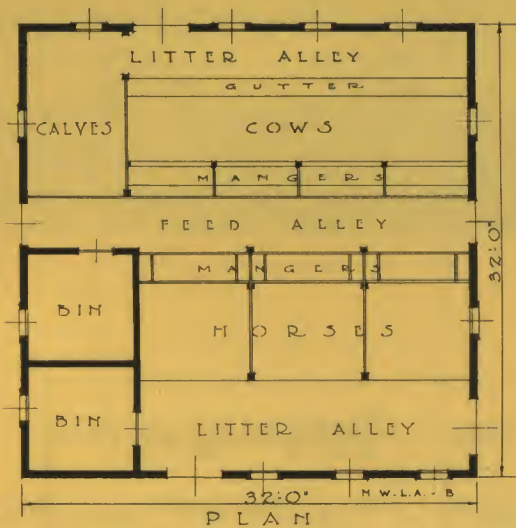 LITTER ALLEY
GUTTER
CALVES
COWS
MANGERS
FEED ALLEY
MANGERS
BIN
HORSES
BIN
LITTER ALLEY
32'-0"
32'-0"
M W.L.A.-B
PLAN